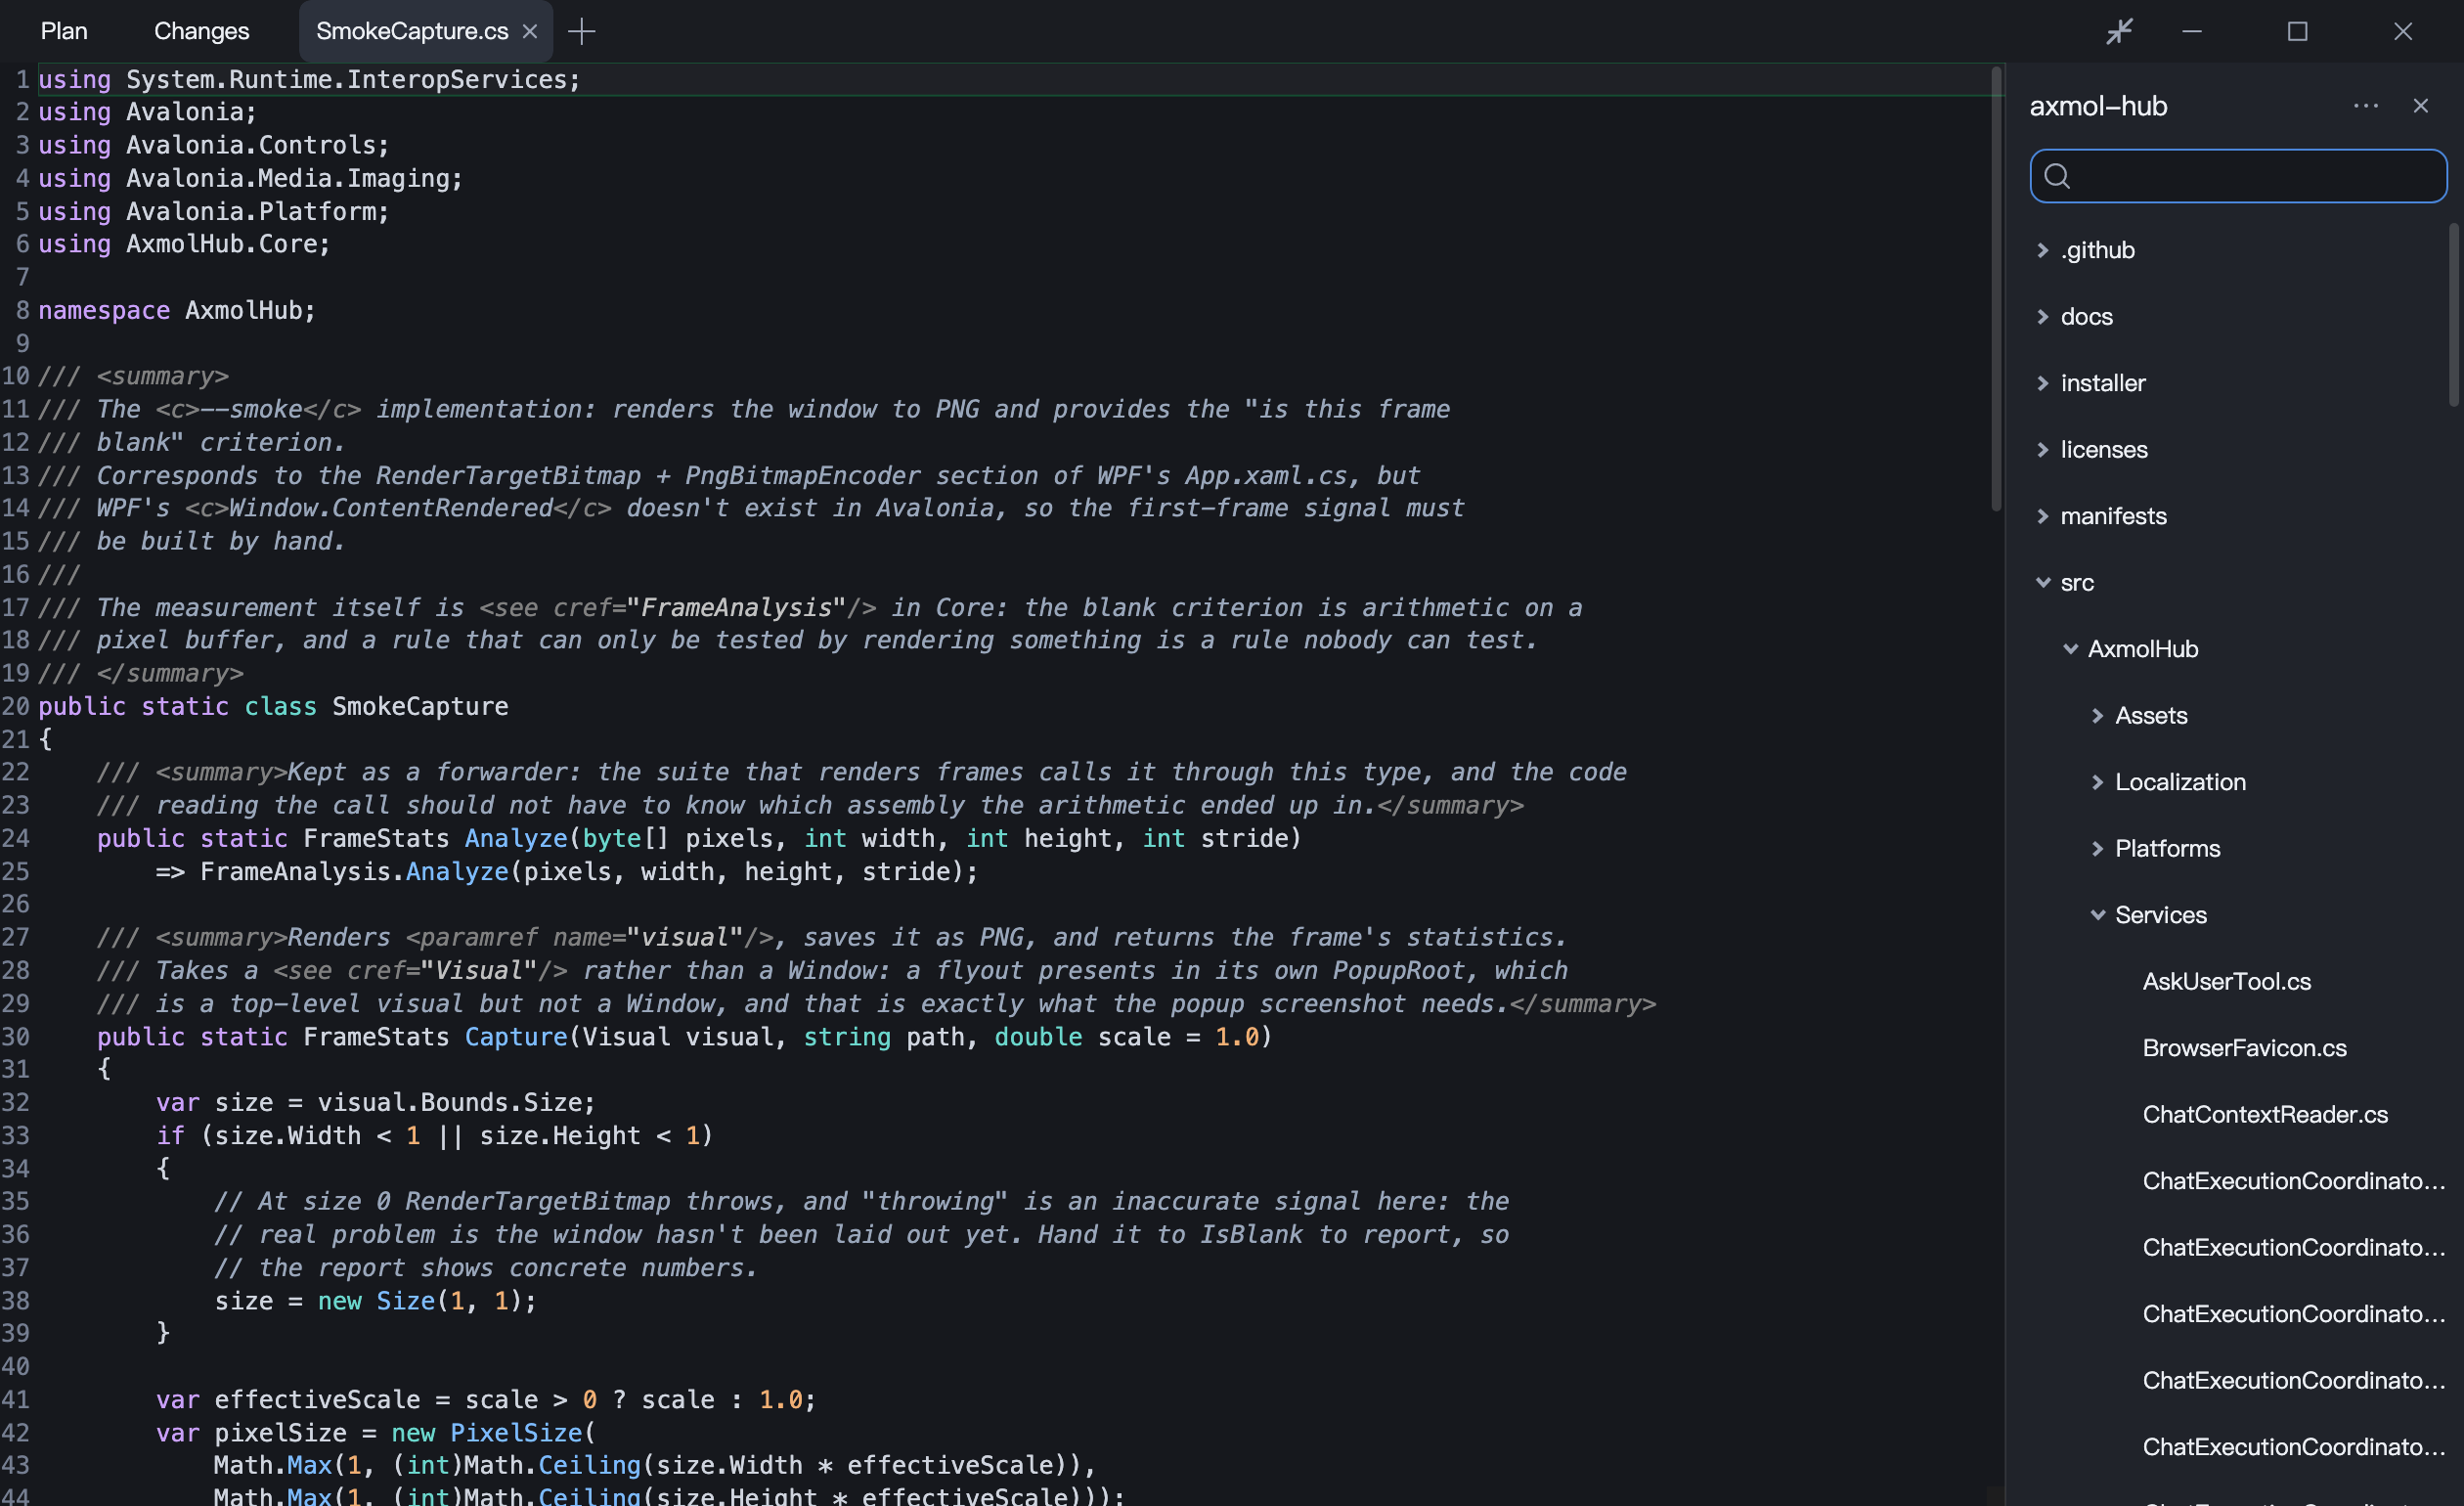 Plan Changes SmokeCapture.cs
1 using System.Runtime.InteropServices;
2 using Avalonia;
3 using Avalonia.Controls;
4 using Avalonia.Media.Imaging;
5 using Avalonia.Platform;
6 using AxmolHub.Core;
7
8 namespace AxmolHub;
9
10 /// <summary>
11 /// The <c>--smoke</c> implementation: renders the window to PNG and provides the "is this frame
12 /// blank" criterion.
13 /// Corresponds to the RenderTargetBitmap + PngBitmapEncoder section of WPF's App.xaml.cs, but
14 /// WPF's <c>Window.ContentRendered</c> doesn't exist in Avalonia, so the first-frame signal must
15 /// be built by hand.
16 ///
17 /// The measurement itself is <see cref="FrameAnalysis"/> in Core: the blank criterion is arithmetic on a
18 /// pixel buffer, and a rule that can only be tested by rendering something is a rule nobody can test.
19 /// </summary>
20 public static class SmokeCapture
21 {
22     /// <summary>Kept as a forwarder: the suite that renders frames calls it through this type, and the code
23     /// reading the call should not have to know which assembly the arithmetic ended up in.</summary>
24     public static FrameStats Analyze(byte[] pixels, int width, int height, int stride)
25         => FrameAnalysis.Analyze(pixels, width, height, stride);
26
27     /// <summary>Renders <paramref name="visual"/>, saves it as PNG, and returns the frame's statistics.
28     /// Takes a <see cref="Visual"/> rather than a Window: a flyout presents in its own PopupRoot, which
29     /// is a top-level visual but not a Window, and that is exactly what the popup screenshot needs.</summary>
30     public static FrameStats Capture(Visual visual, string path, double scale = 1.0)
31     {
32         var size = visual.Bounds.Size;
33         if (size.Width < 1 || size.Height < 1)
34         {
35             // At size 0 RenderTargetBitmap throws, and "throwing" is an inaccurate signal here: the
36             // real problem is the window hasn't been laid out yet. Hand it to IsBlank to report, so
37             // the report shows concrete numbers.
38             size = new Size(1, 1);
39         }
40
41         var effectiveScale = scale > 0 ? scale : 1.0;
42         var pixelSize = new PixelSize(
43             Math.Max(1, (int)Math.Ceiling(size.Width * effectiveScale)),
44             Math.Max(1, (int)Math.Ceiling(size.Height * effectiveScale)));
axmol-hub
.github
docs
installer
licenses
manifests
src
AxmolHub
Assets
Localization
Platforms
Services
AskUserTool.cs
BrowserFavicon.cs
ChatContextReader.cs
ChatExecutionCoordinato...
ChatExecutionCoordinato...
ChatExecutionCoordinato...
ChatExecutionCoordinato...
ChatExecutionCoordinato...